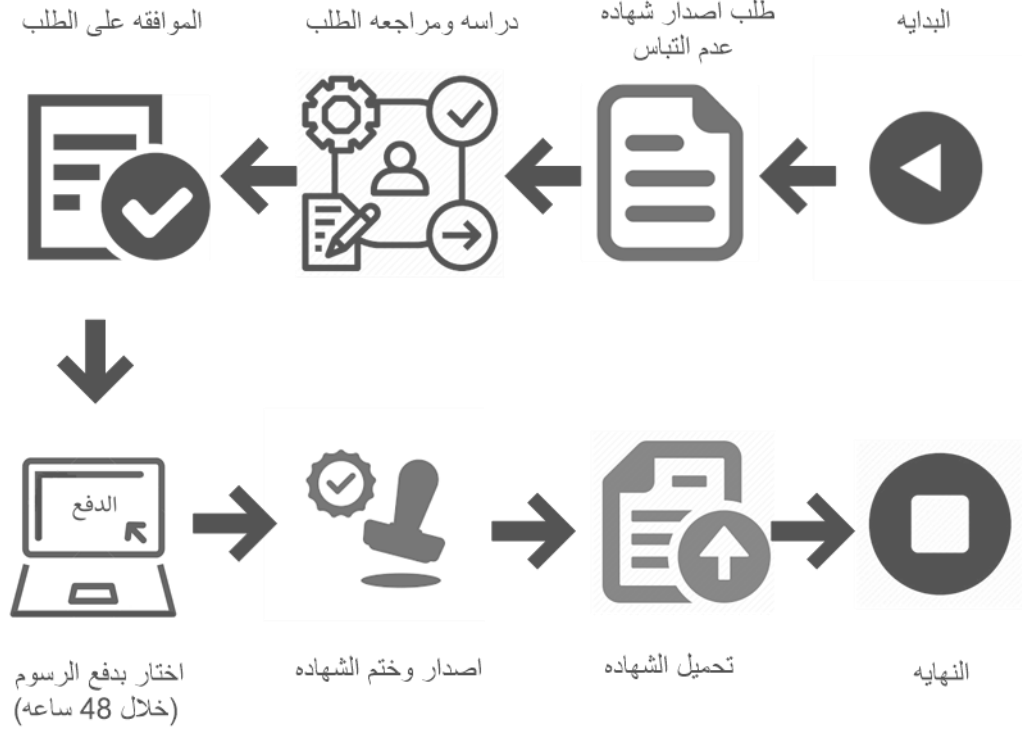 البدايه
طلب اصدار شهاده
عدم التباس
دراسه ومراجعه الطلب
الموافقه على الطلب
الدفع
اختار بدفع الرسوم
(خلال 48 ساعه)
اصدار وختم الشهاده
تحميل الشهاده
النهايه